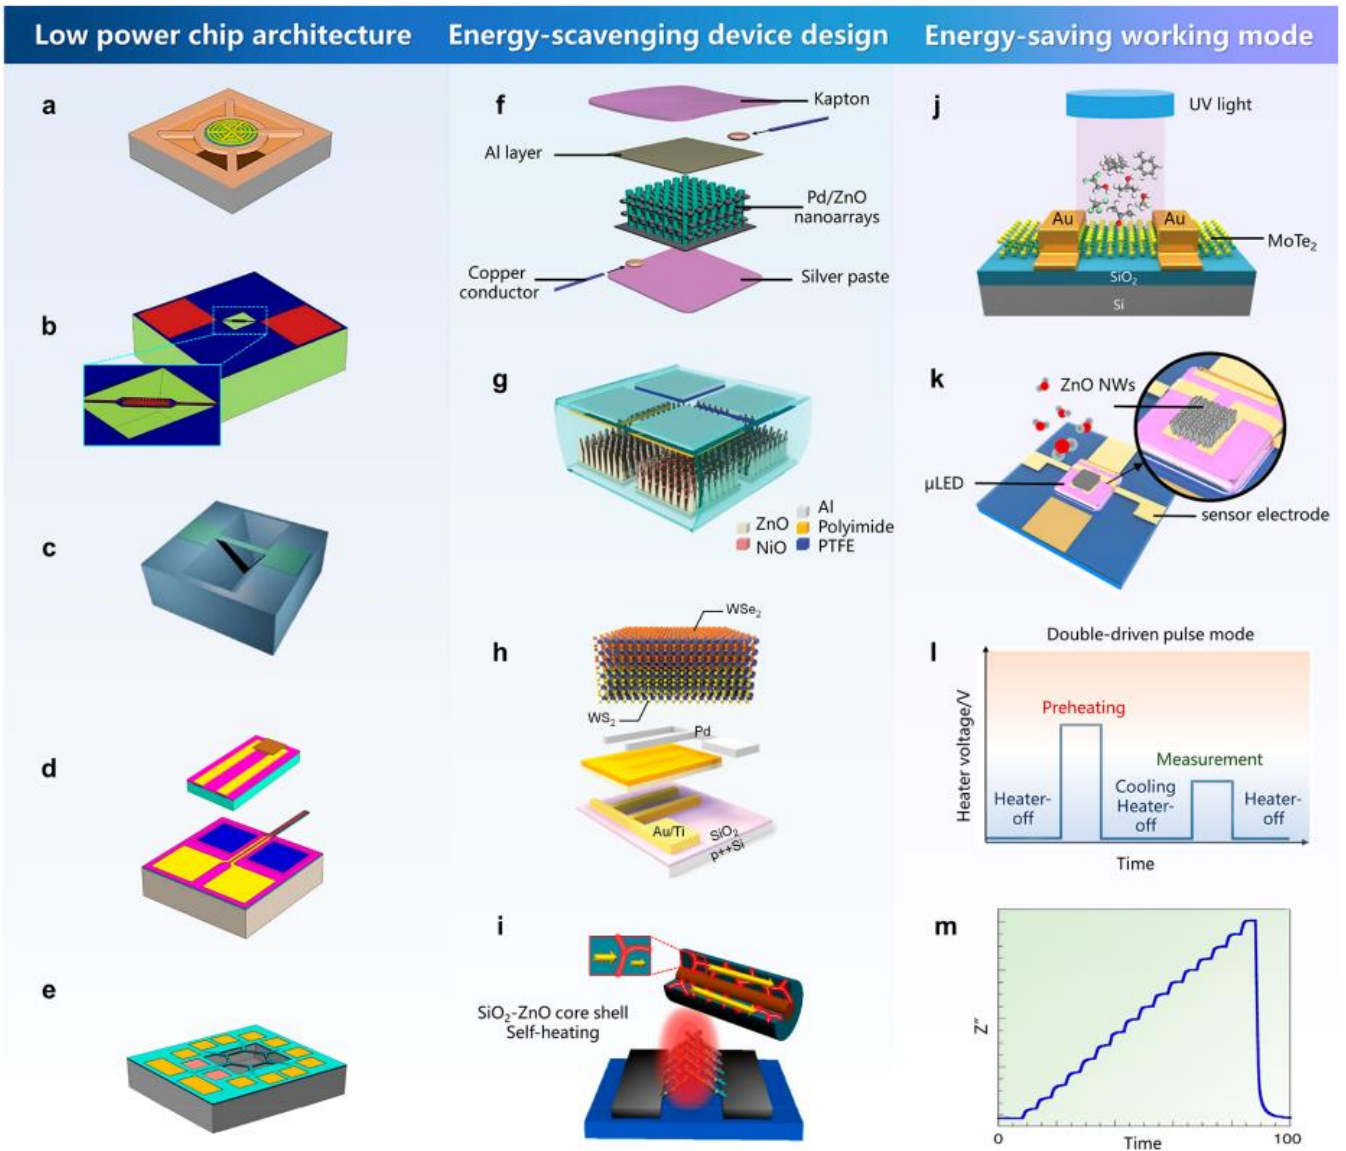 Low power chip architecture
Energy-scavenging device design
Energy-saving working mode
a
b
c
d
e
f
Kapton
Al layer
Pd/ZnO
nanoarrays
Copper
conductor
Silver paste
g
ZnO
NiO
Al
Polyimide
PTFE
h
WSe₂
WS₂
Pd
Au/Ti
SiO₂
p++Si
i
SiO₂-ZnO core shell
Self-heating
j
UV light
Au
Au
MoTe₂
SiO₂
Si
k
ZnO NWs
μLED
sensor electrode
l
Double-driven pulse mode
Heater voltage/V
Preheating
Measurement
Heater-
off
Cooling
Heater-
off
Heater-
off
Time
m
Z″
0
Time
100